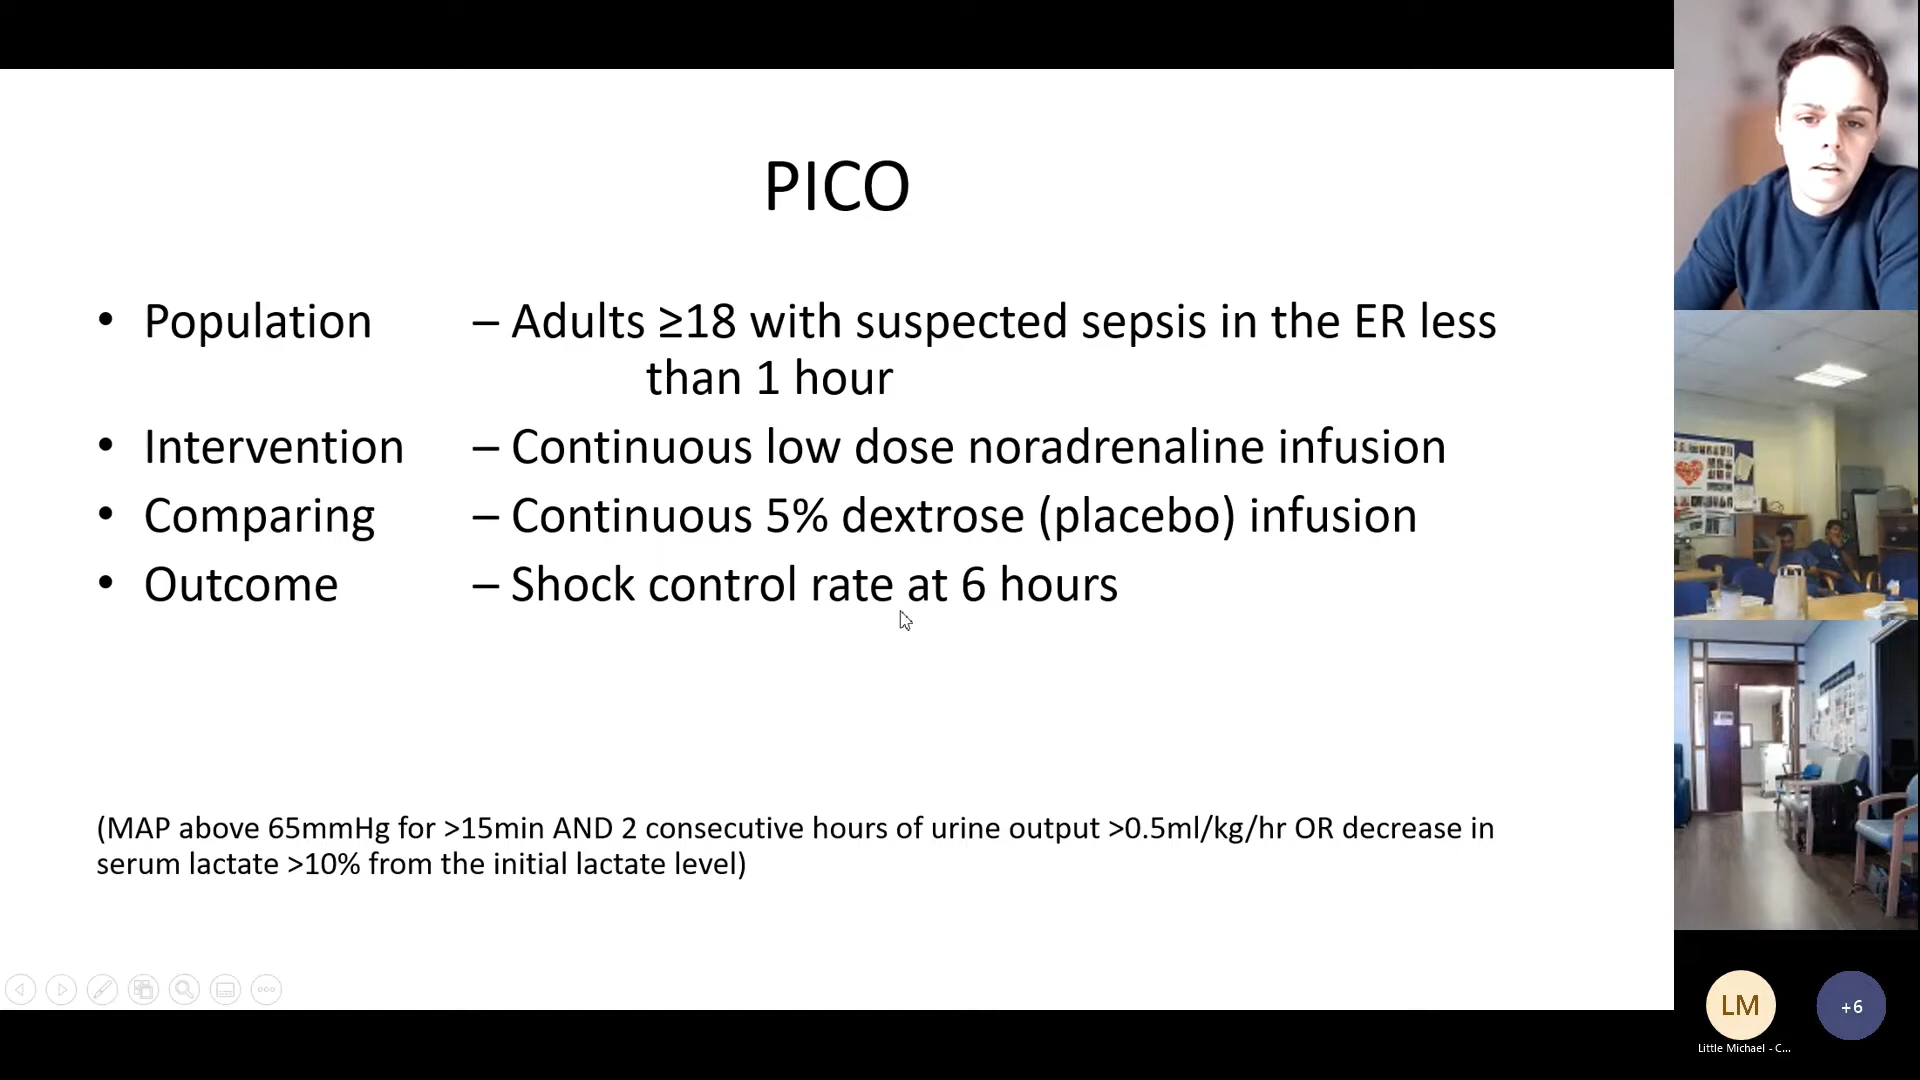 PICO
• Population – Adults ≥18 with suspected sepsis in the ER less
than 1 hour
• Intervention – Continuous low dose noradrenaline infusion
• Comparing – Continuous 5% dextrose (placebo) infusion
• Outcome – Shock control rate at 6 hours
(MAP above 65mmHg for >15min AND 2 consecutive hours of urine output >0.5ml/kg/hr OR decrease in
serum lactate >10% from the initial lactate level)
LM
+6
Little Michael - C...